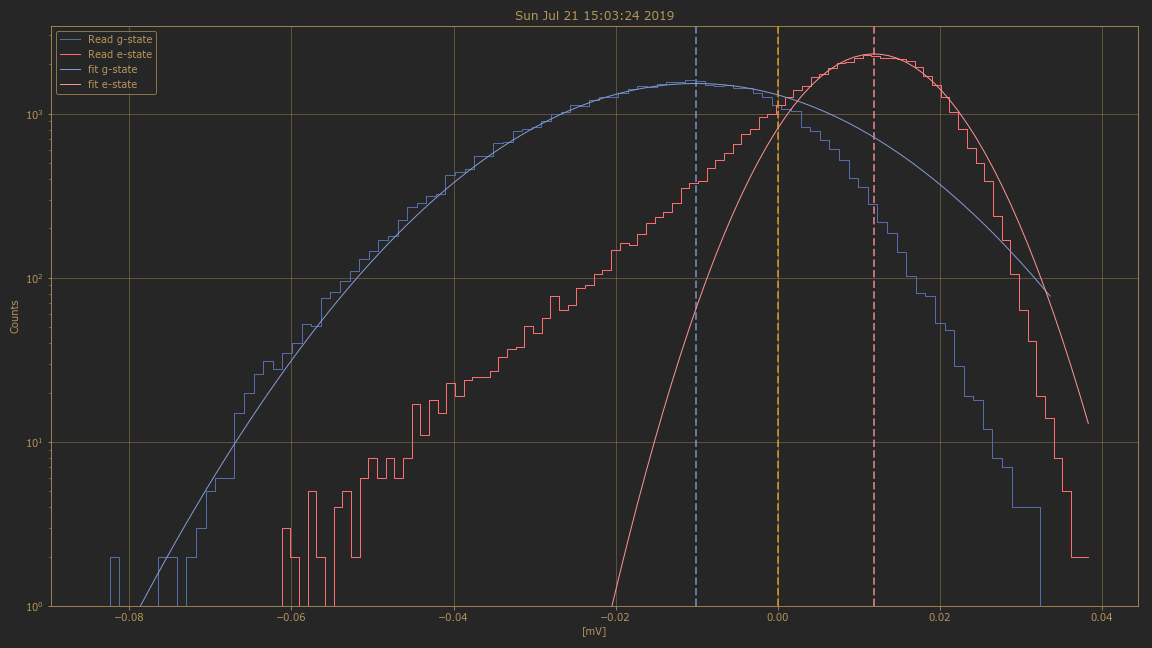 Sun Jul 21 15:03:24 2019
Read g-state
Read e-state
fit g-state
fit e-state
Counts
10³
10²
10¹
10⁰
−0.08 −0.06 −0.04 −0.02 0.00 0.02 0.04
[mV]